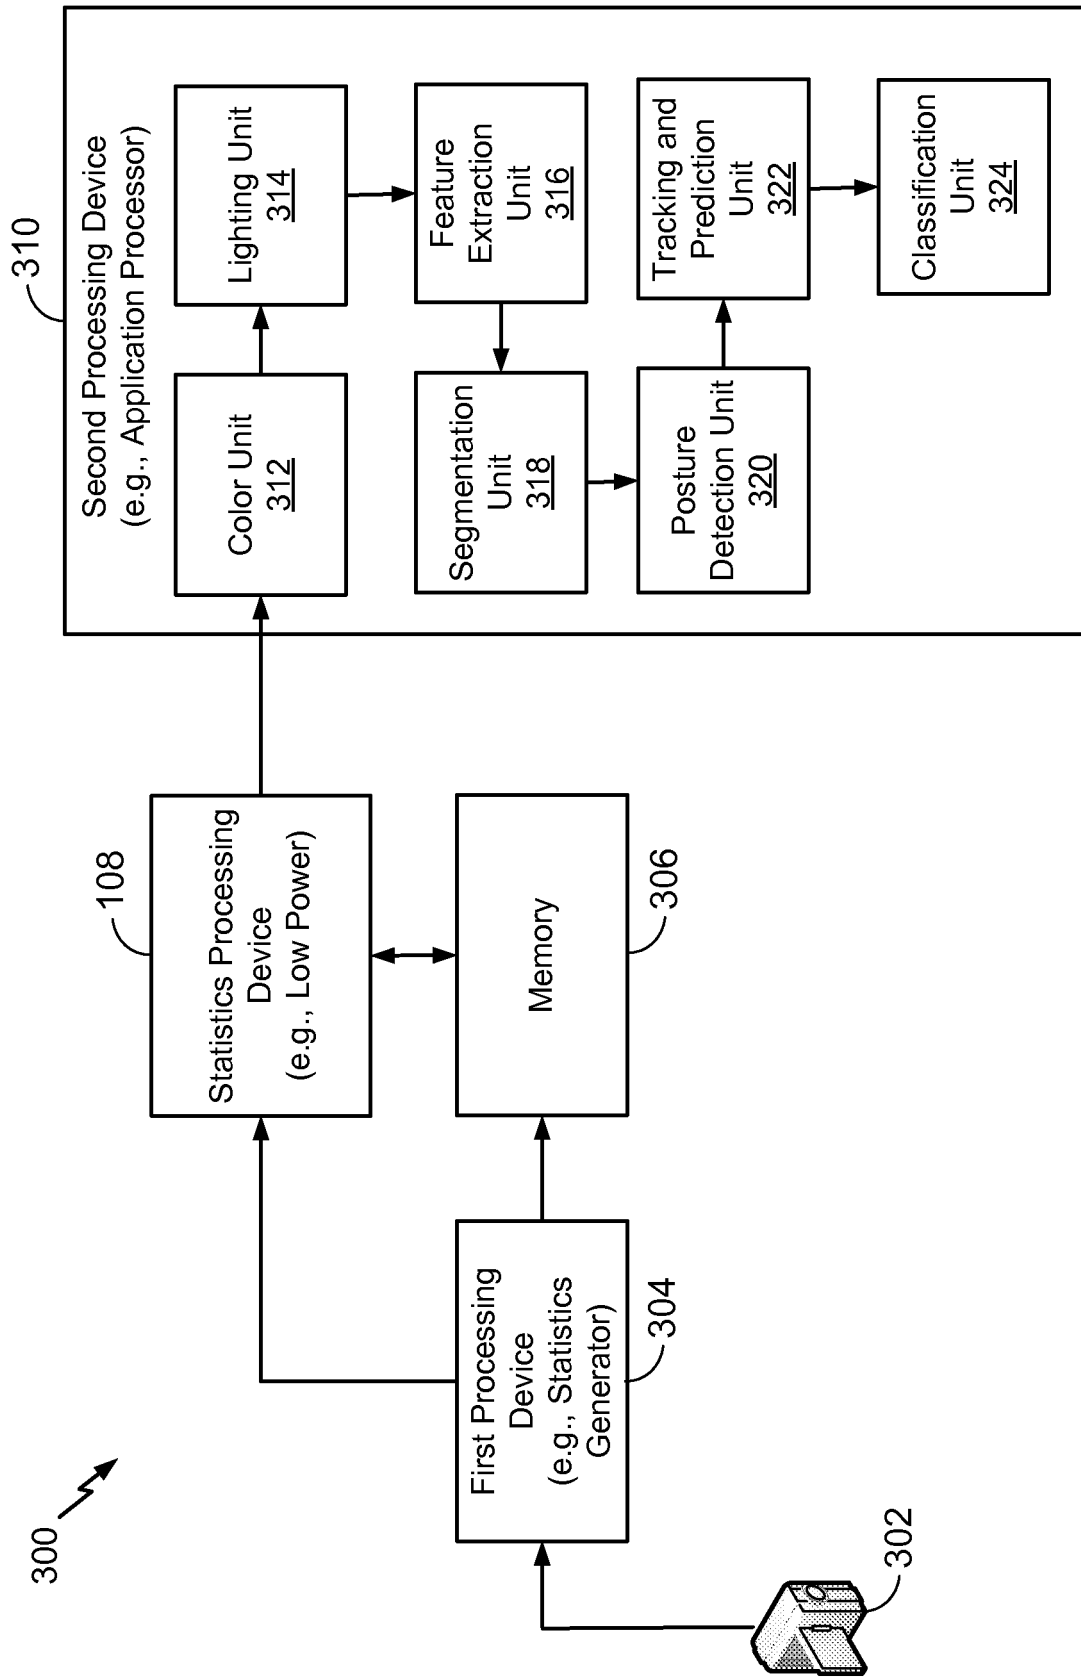 300
302
First Processing
Device
(e.g., Statistics
Generator)
304
108
Statistics Processing
Device
(e.g., Low Power)
Memory
306
310
Second Processing Device
(e.g., Application Processor)
Color Unit
312
Lighting Unit
314
Feature
Extraction
Unit
316
Segmentation
Unit
318
Posture
Detection Unit
320
Tracking and
Prediction
Unit
322
Classification
Unit
324